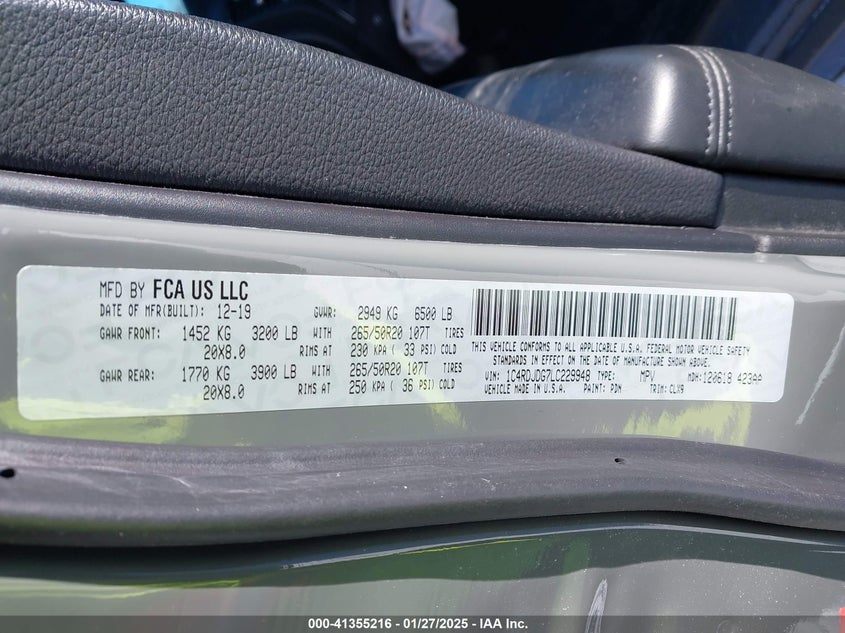 MFD BY FCA US LLC
DATE OF MFR(BUILT): 12-19 GVWR: 2949 KG 6500 LB
GAWR FRONT: 1452 KG 3200 LB WITH 265/50R20 107T TIRES
20X8.0 RIMS AT 230 KPA ( 33 PSI) COLD
GAWR REAR: 1770 KG 3900 LB WITH 265/50R20 107T TIRES
20X8.0 RIMS AT 250 KPA ( 36 PSI) COLD
THIS VEHICLE CONFORMS TO ALL APPLICABLE U.S.A. FEDERAL MOTOR VEHICLE SAFETY
STANDARDS IN EFFECT ON THE DATE OF MANUFACTURE SHOWN ABOVE.
VIN: 1C4RDJDG7LC229948 TYPE: MPV MDH:120618 423AA
VEHICLE MADE IN U.S.A. PAINT: PDN TRIM: CLX9
000-41355216 - 01/27/2025 - IAA Inc.